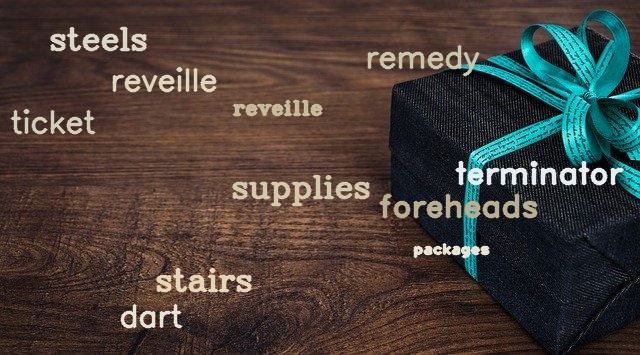 steels
remedy
reveille
reveille
ticket
terminator
supplies
foreheads
packages
stairs
dart